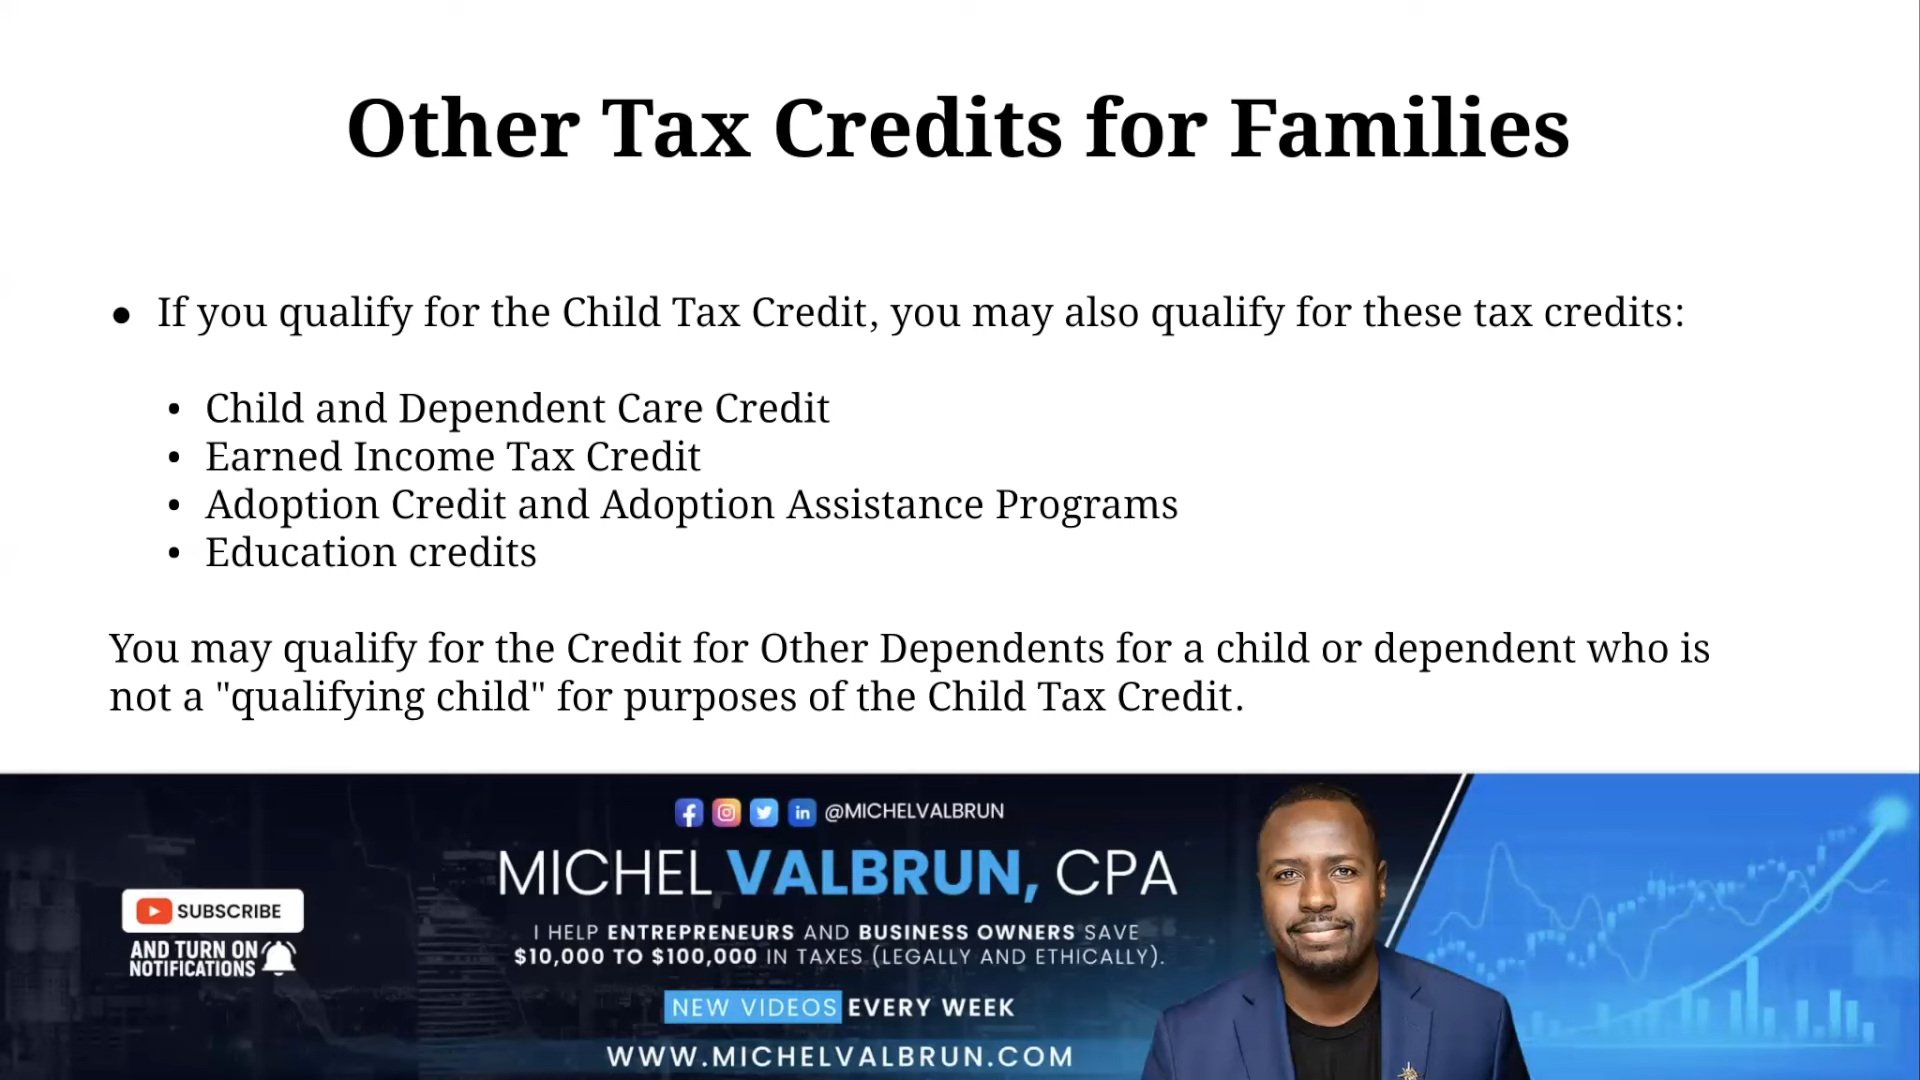 Other Tax Credits for Families
● If you qualify for the Child Tax Credit, you may also qualify for these tax credits:
• Child and Dependent Care Credit
• Earned Income Tax Credit
• Adoption Credit and Adoption Assistance Programs
• Education credits
You may qualify for the Credit for Other Dependents for a child or dependent who is
not a "qualifying child" for purposes of the Child Tax Credit.
@MICHELVALBRUN
MICHEL VALBRUN, CPA
I HELP ENTREPRENEURS AND BUSINESS OWNERS SAVE
$10,000 TO $100,000 IN TAXES (LEGALLY AND ETHICALLY).
NEW VIDEOS EVERY WEEK
WWW.MICHELVALBRUN.COM
SUBSCRIBE
AND TURN ON
NOTIFICATIONS